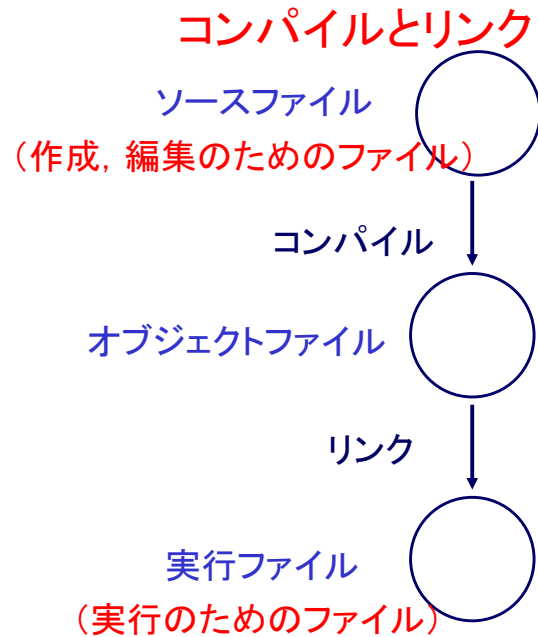 コンパイルとリンク
ソースファイル
（作成，編集のためのファイル）
コンパイル
オブジェクトファイル
リンク
実行ファイル
（実行のためのファイル）